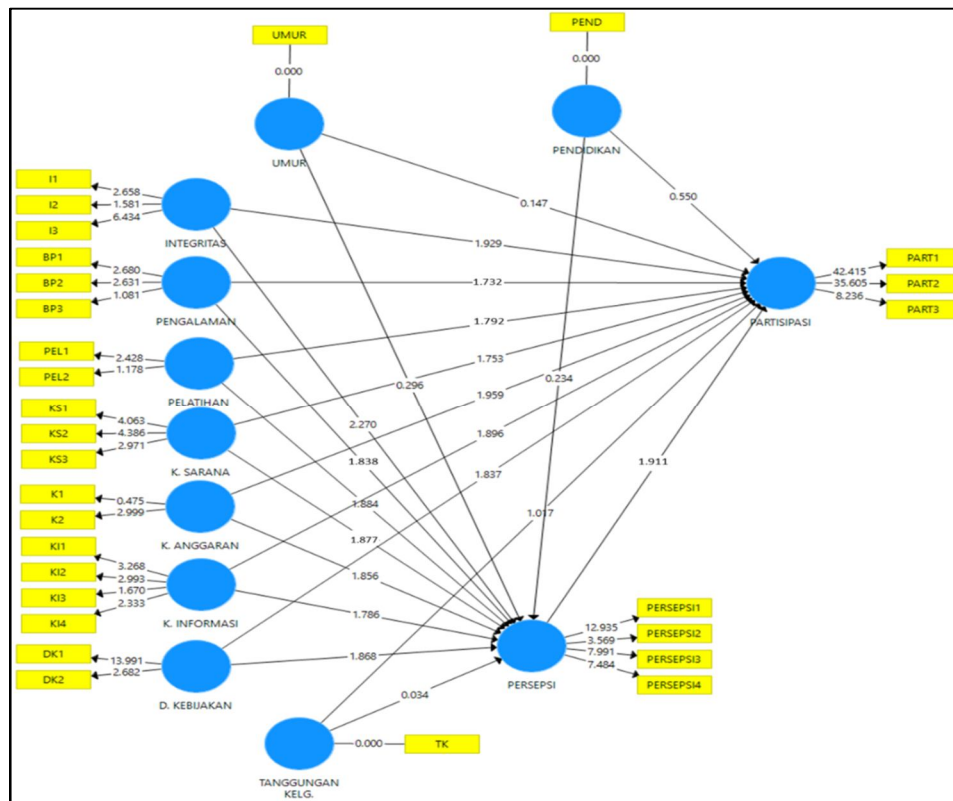 UMUR
PEND
0.000
0.000
UMUR
PENDIDIKAN
0.147
0.550
I1
I2
I3
2.658
1.581
6.434
INTEGRITAS
1.929
BP1
BP2
BP3
2.680
2.631
1.081
PENGALAMAN
1.732
42.415
35.605
8.236
PART1
PART2
PART3
PARTISIPASI
PEL1
PEL2
2.428
1.178
PELATIHAN
1.792
1.753
0.296
0.234
KS1
KS2
KS3
4.063
4.386
2.971
K. SARANA
1.959
2.270
1.896
1.838
1.837
1.911
K1
K2
0.475
2.999
K. ANGGARAN
1.884
1.017
1.877
1.856
KI1
KI2
KI3
KI4
3.268
2.993
1.670
2.333
K. INFORMASI
1.786
DK1
DK2
13.991
2.682
D. KEBIJAKAN
1.868
12.935
3.569
7.991
7.484
PERSEPSI1
PERSEPSI2
PERSEPSI3
PERSEPSI4
PERSEPSI
0.034
0.000
TK
TANGGUNGAN
KELG.